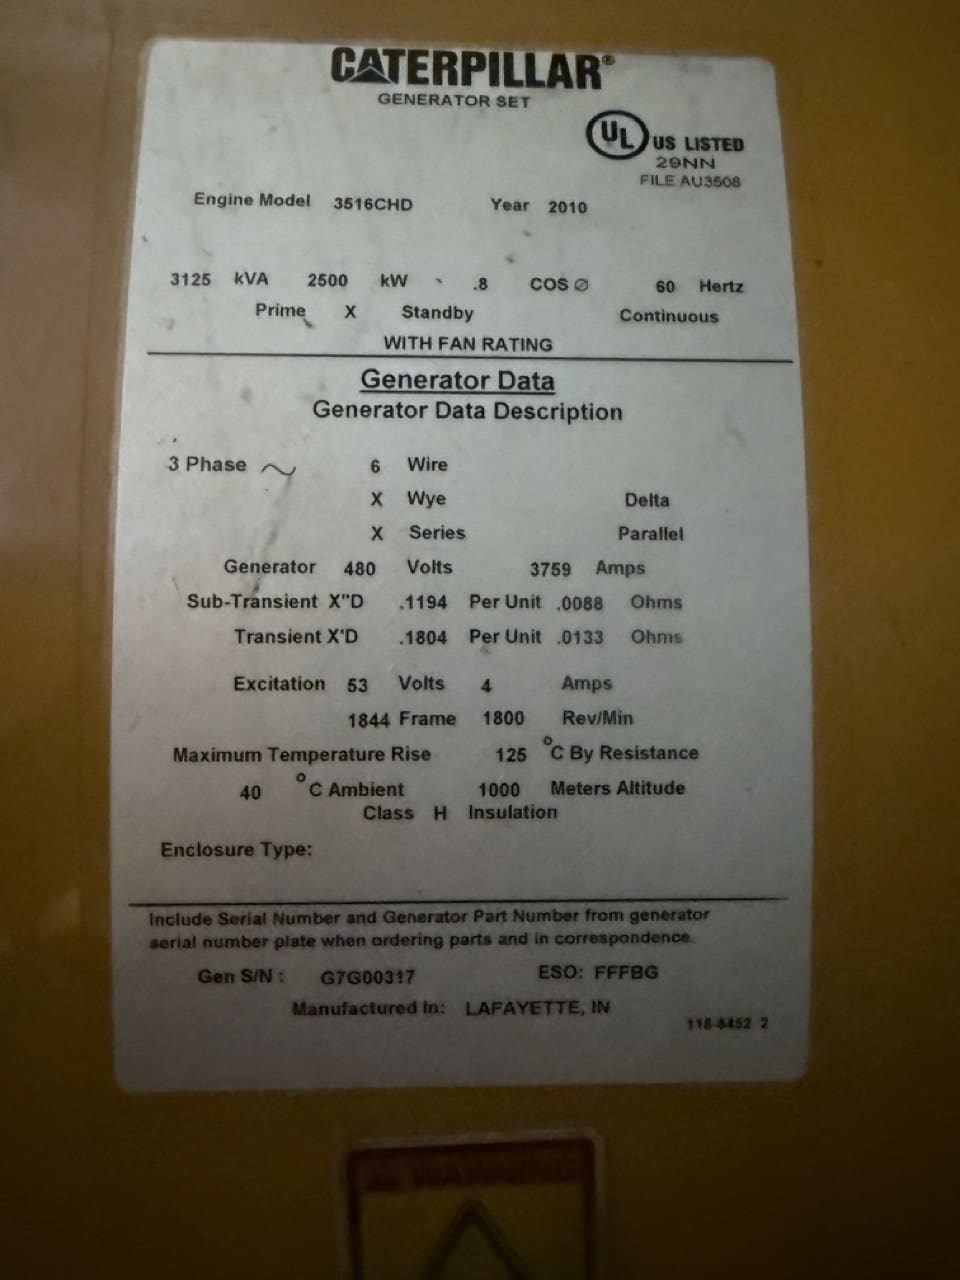 CATERPILLAR®
GENERATOR SET
UL US LISTED
29NN
FILE AU3508
Engine Model 3516CHD Year 2010
3125 kVA 2500 kW .8 COS Ø 60 Hertz
Prime X Standby Continuous
WITH FAN RATING
Generator Data
Generator Data Description
3 Phase ~ 6 Wire
X Wye Delta
X Series Parallel
Generator 480 Volts 3759 Amps
Sub-Transient X"D .1194 Per Unit .0088 Ohms
Transient X'D .1804 Per Unit .0133 Ohms
Excitation 53 Volts 4 Amps
1844 Frame 1800 Rev/Min
Maximum Temperature Rise 125 °C By Resistance
40 °C Ambient 1000 Meters Altitude
Class H Insulation
Enclosure Type:
Include Serial Number and Generator Part Number from generator
serial number plate when ordering parts and in correspondence.
Gen S/N : G7G00317 ESO: FFFBG
Manufactured In: LAFAYETTE, IN
118-8452 2
WARNING